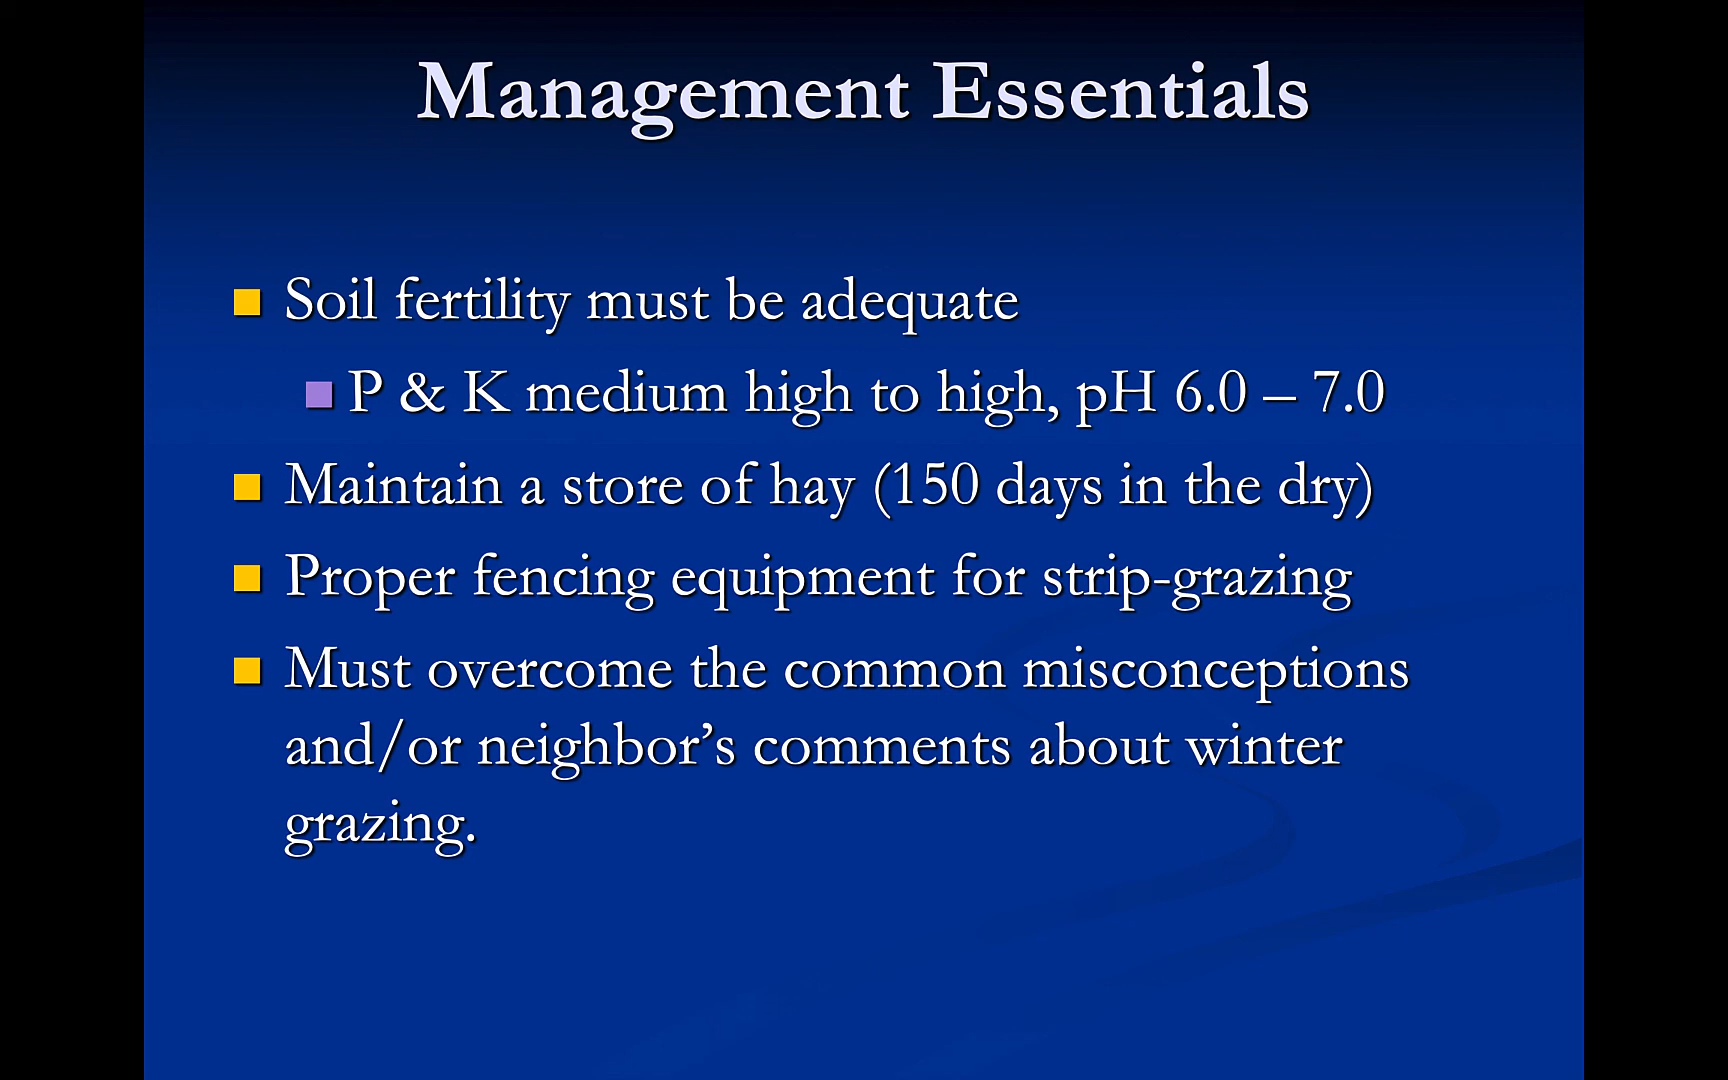 Management Essentials
Soil fertility must be adequate
P & K medium high to high, pH 6.0 – 7.0
Maintain a store of hay (150 days in the dry)
Proper fencing equipment for strip-grazing
Must overcome the common misconceptions
and/or neighbor’s comments about winter
grazing.